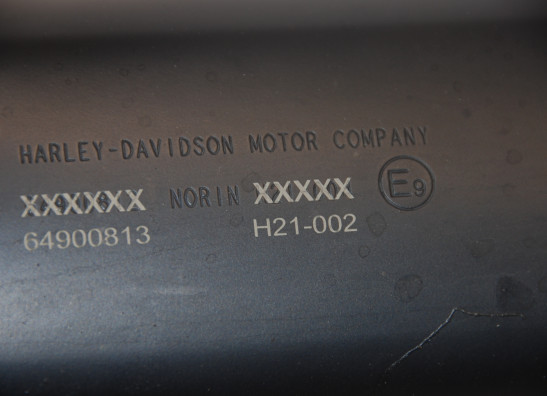 HARLEY-DAVIDSON MOTOR COMPANY
XXXXXX NORIN XXXXX E9
64900813 H21-002